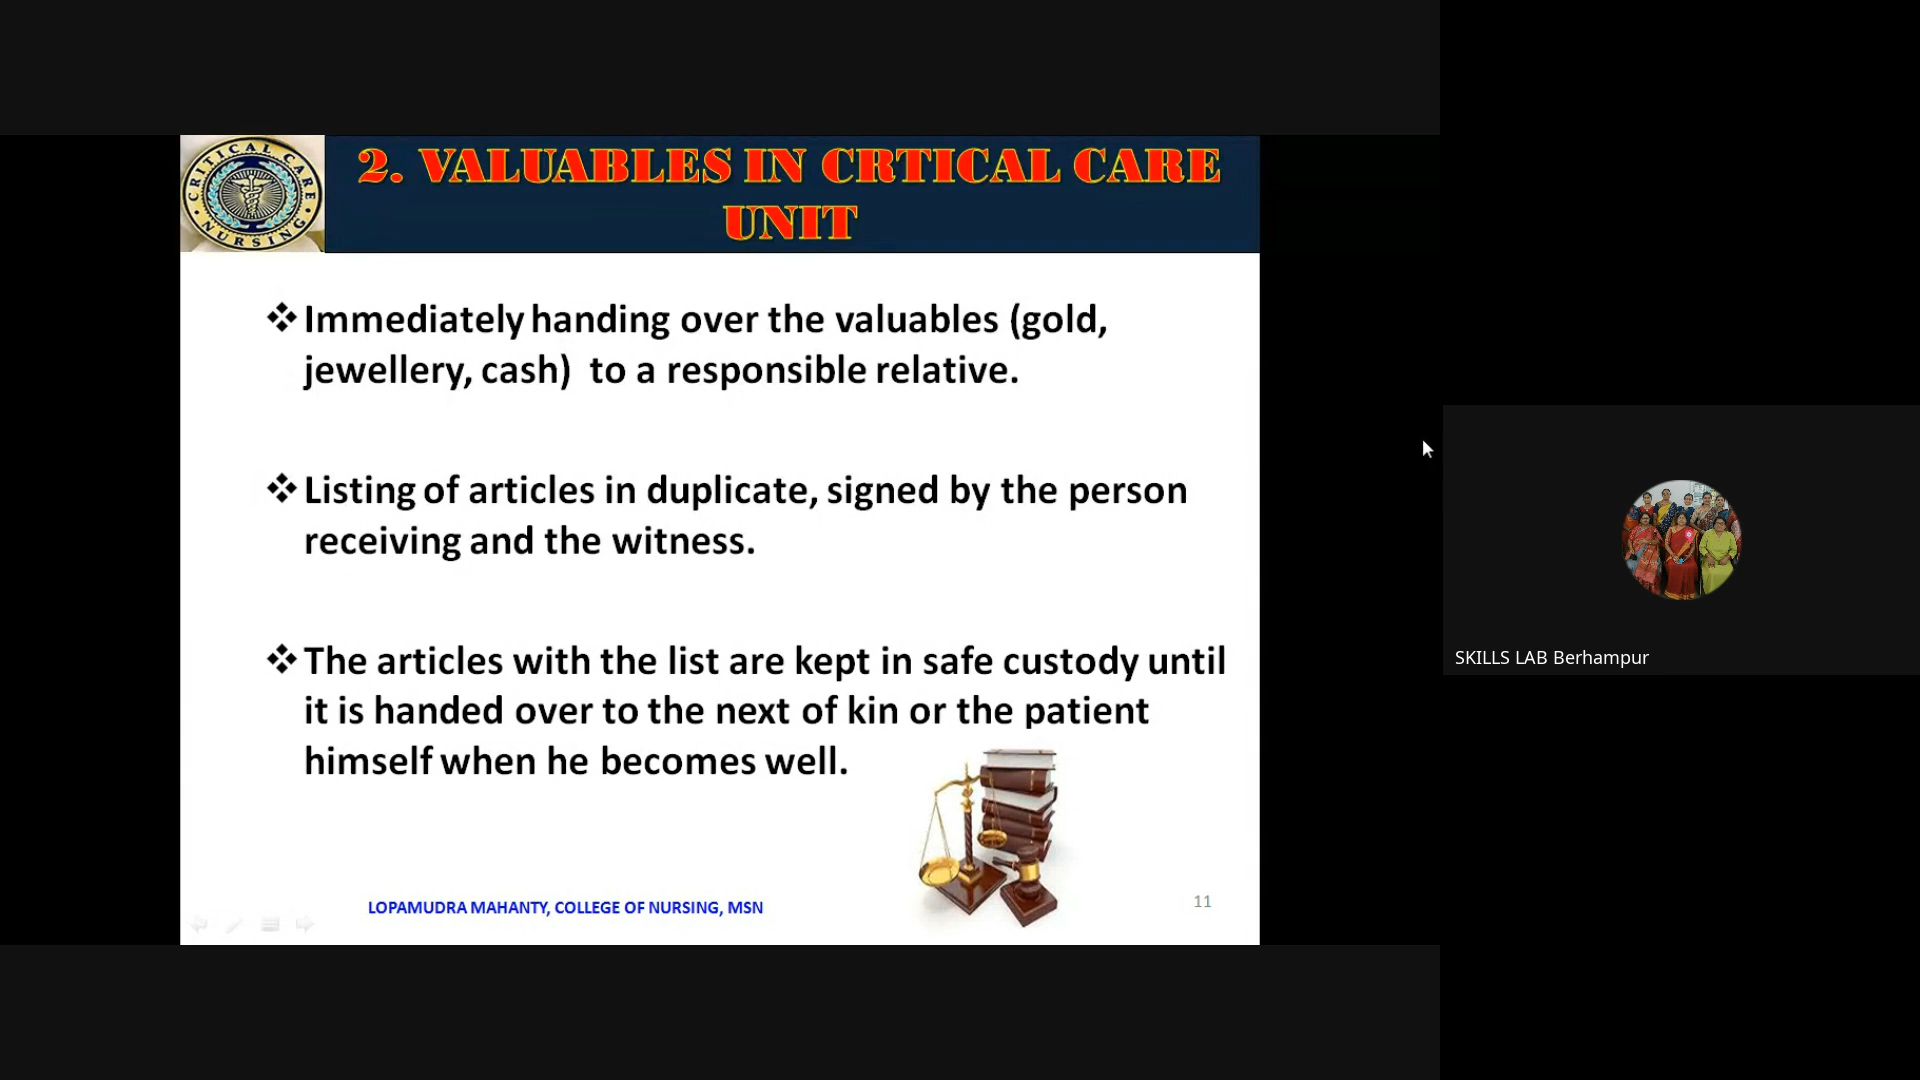 CRITICAL CARE
NURSING
2. VALUABLES IN CRTICAL CARE
UNIT
❖ Immediately handing over the valuables (gold,
jewellery, cash) to a responsible relative.
❖ Listing of articles in duplicate, signed by the person
receiving and the witness.
❖ The articles with the list are kept in safe custody until
it is handed over to the next of kin or the patient
himself when he becomes well.
LOPAMUDRA MAHANTY, COLLEGE OF NURSING, MSN
11
SKILLS LAB Berhampur